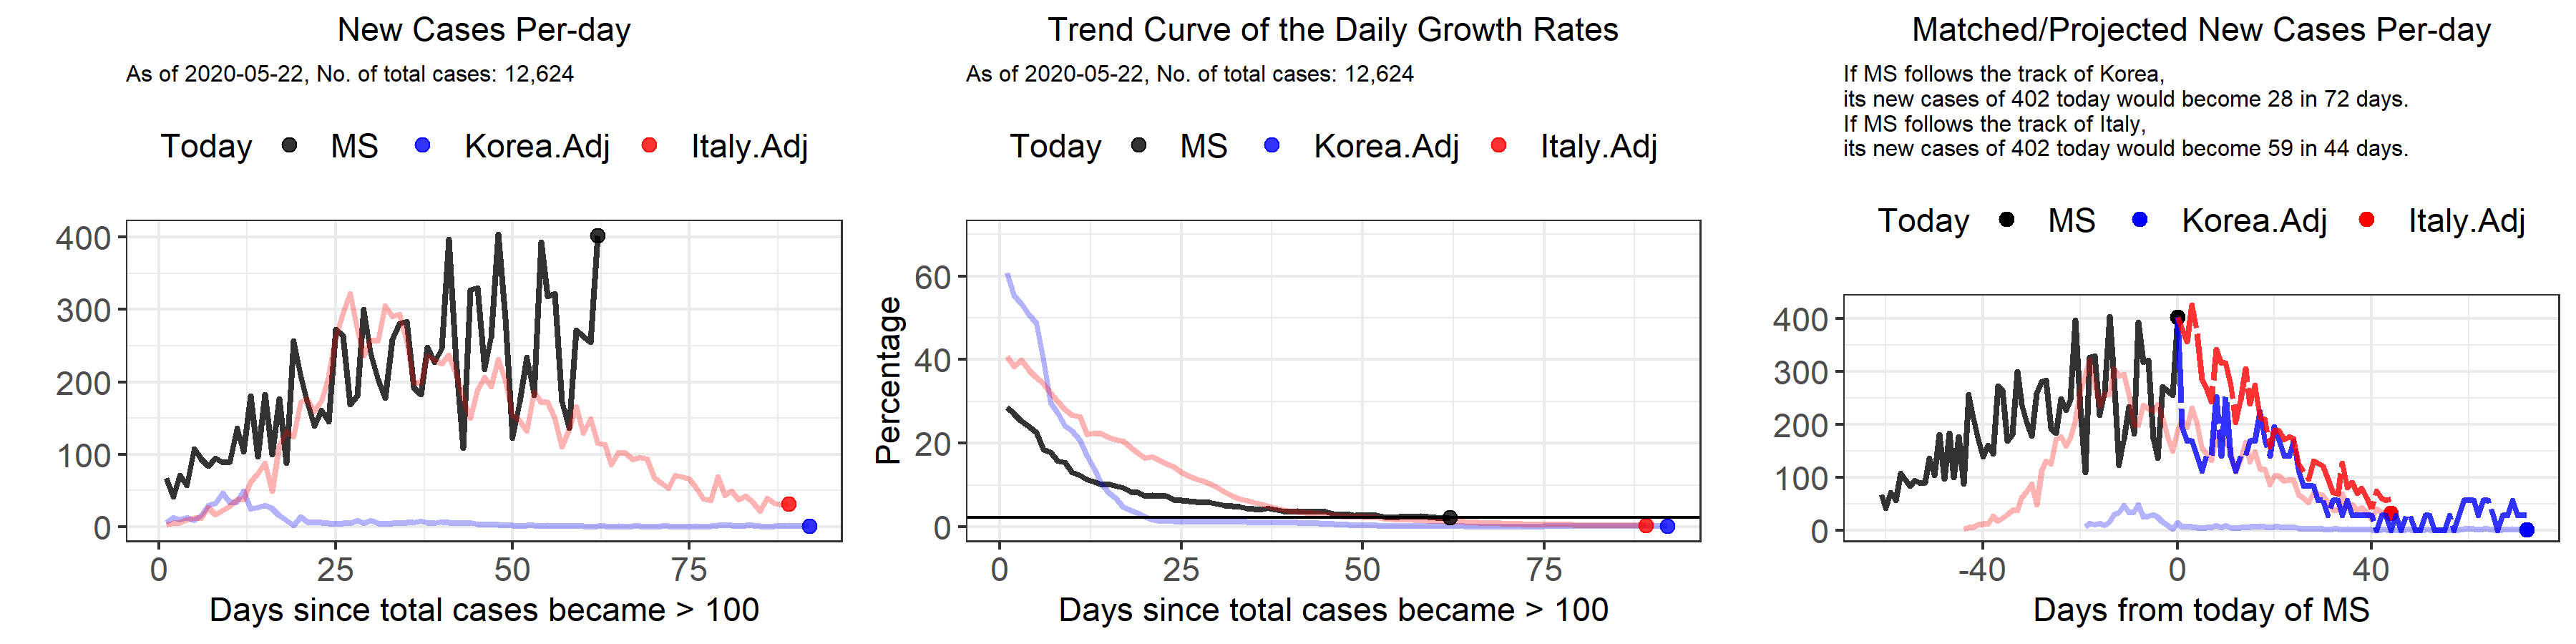 New Cases Per-day
As of 2020-05-22, No. of total cases: 12,624
Today MS Korea.Adj Italy.Adj
400
300
200
100
0
0 25 50 75
Days since total cases became > 100
Trend Curve of the Daily Growth Rates
As of 2020-05-22, No. of total cases: 12,624
Today MS Korea.Adj Italy.Adj
Percentage
60
40
20
0
0 25 50 75
Days since total cases became > 100
Matched/Projected New Cases Per-day
If MS follows the track of Korea,
its new cases of 402 today would become 28 in 72 days.
If MS follows the track of Italy,
its new cases of 402 today would become 59 in 44 days.
Today MS Korea.Adj Italy.Adj
400
300
200
100
0
-40 0 40
Days from today of MS